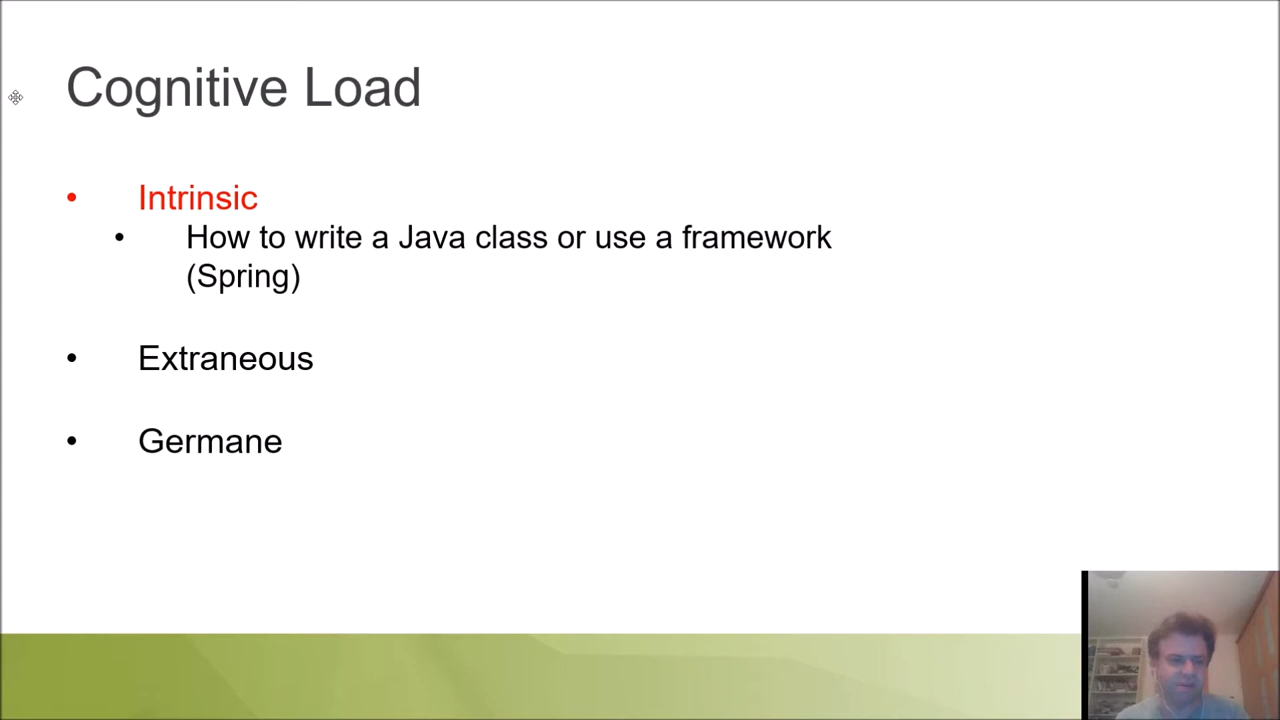 Cognitive Load
• Intrinsic
• How to write a Java class or use a framework
(Spring)
• Extraneous
• Germane